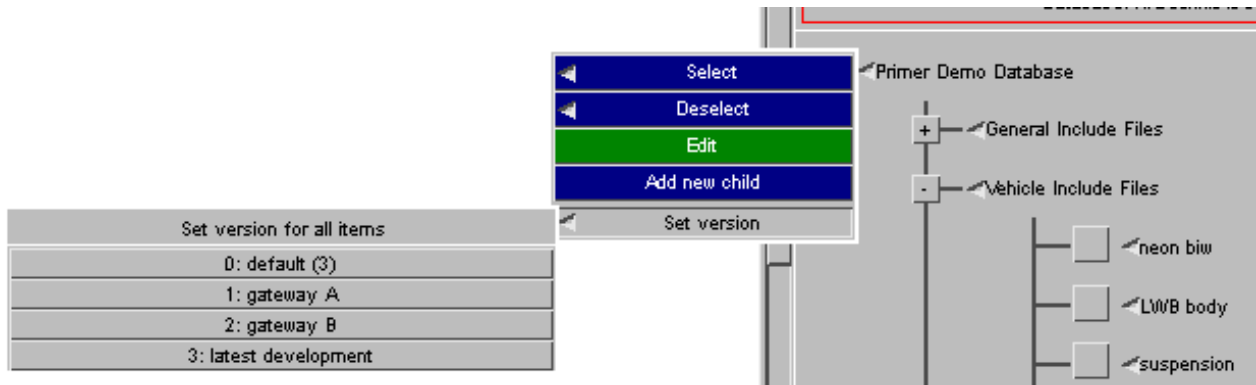 Select
Primer Demo Database
Deselect
Edit
General Include Files
Add new child
Vehicle Include Files
Set version
Set version for all items
0: default (3)
1: gateway A
2: gateway B
3: latest development
neon biw
LWB body
suspension